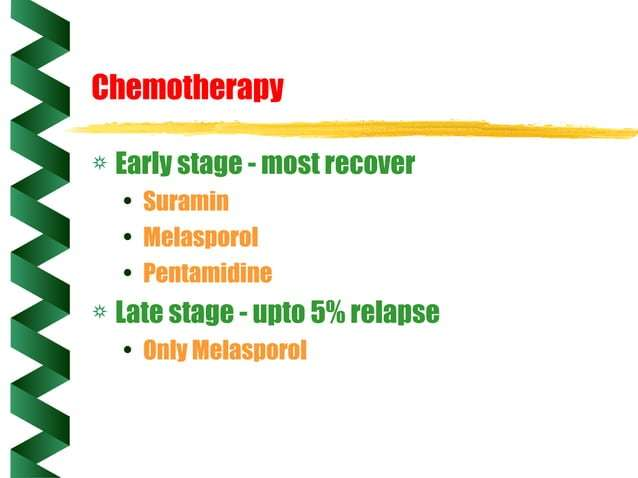 Chemotherapy
Early stage - most recover
Suramin
Melasporol
Pentamidine
Late stage - upto 5% relapse
Only Melasporol